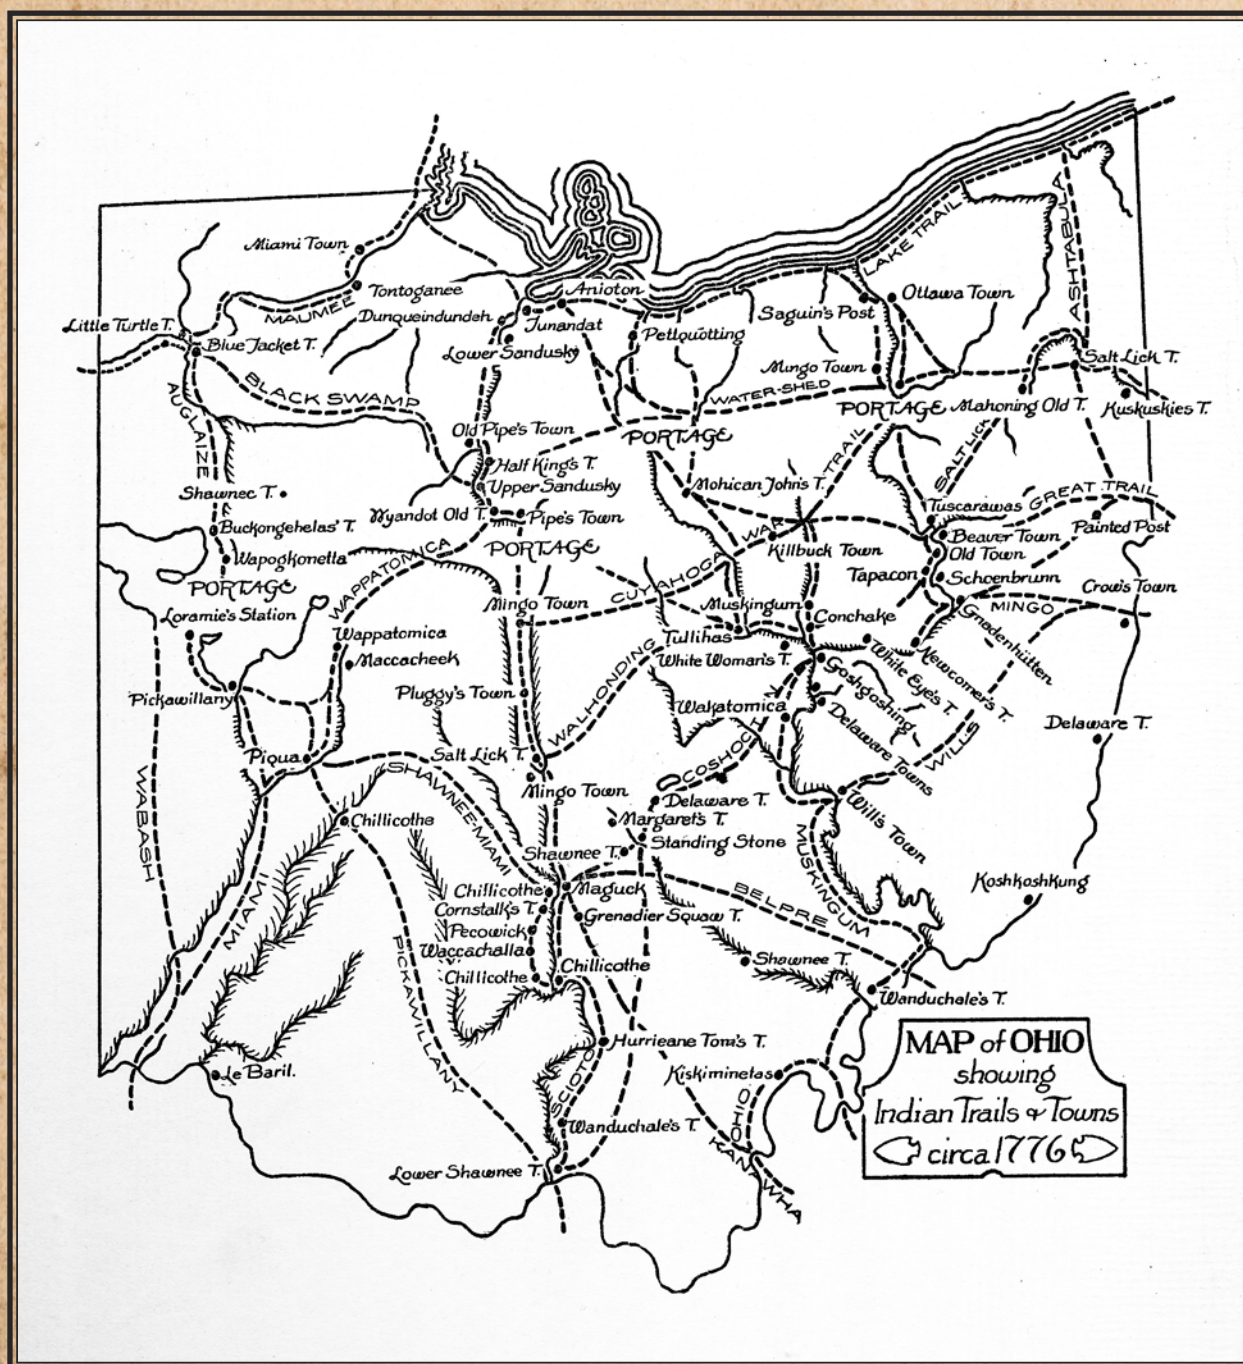 LAKE TRAIL
ASHTABULA
Miami Town
Tontoganee
MAUMEE
Anioton
Ottawa Town
Dunqueindundeh
Junandat
Saguin's Post
Petquotting
Little Turtle T.
Blue Jacket T.
Lower Sandusky
Salt Lick T.
Mingo Town
BLACK SWAMP
WATER-SHED
AUGLAIZE
PORTAGE
Mahoning Old T.
Kuskuskies T.
Old Pipe's Town
PORTAGE
TRAIL
SALT LICK
Half King's T.
Upper Sandusky
Mohican John's T.
GREAT TRAIL
Shawnee T.
Tuscarawas
Wyandot Old T.
Pipe's Town
Painted Post
Buckongehelas' T.
WAR
Beaver Town
PORTAGE
Killbuck Town
Old Town
Wapogkonetta
WAPPATOMICA
CUYAHOGA
Tapacon
Schoenbrunn
PORTAGE
Crow's Town
Mingo Town
Muskingum
MINGO
Loramie's Station
Conchake
Gnadenhütten
Wappatomica
Tullihas
Maccacheek
White Woman's T.
White Eye's T.
Newcomer's T.
Goshgoshing
Pickawillany
Pluggy's Town
WALHONDING
Wakatomica
Delaware Towns
Delaware T.
Piqua
Salt Lick T.
WILLS
WABASH
SHAWNEE-MIAMI
COSHOCTON
Mingo Town
Delaware T.
Will's Town
Chillicothe
Margaret's T.
Standing Stone
MUSKINGUM
Shawnee T.
Koshkoshkung
Chillicothe
Maguck
BELPRE
Cornstalk's T.
Grenadier Squaw T.
MIAMI
Pecowick
PICKAWILLANY
Waccachalla
Shawnee T.
Chillicothe
Chillicothe
Wanduchale's T.
Hurrieane Tom's T.
MAP of OHIO
showing
Indian Trails & Towns
circa 1776
Le Baril.
Kiskiminetas
SCIOTO
OHIO
Wanduchale's T.
KANAWHA
Lower Shawnee T.